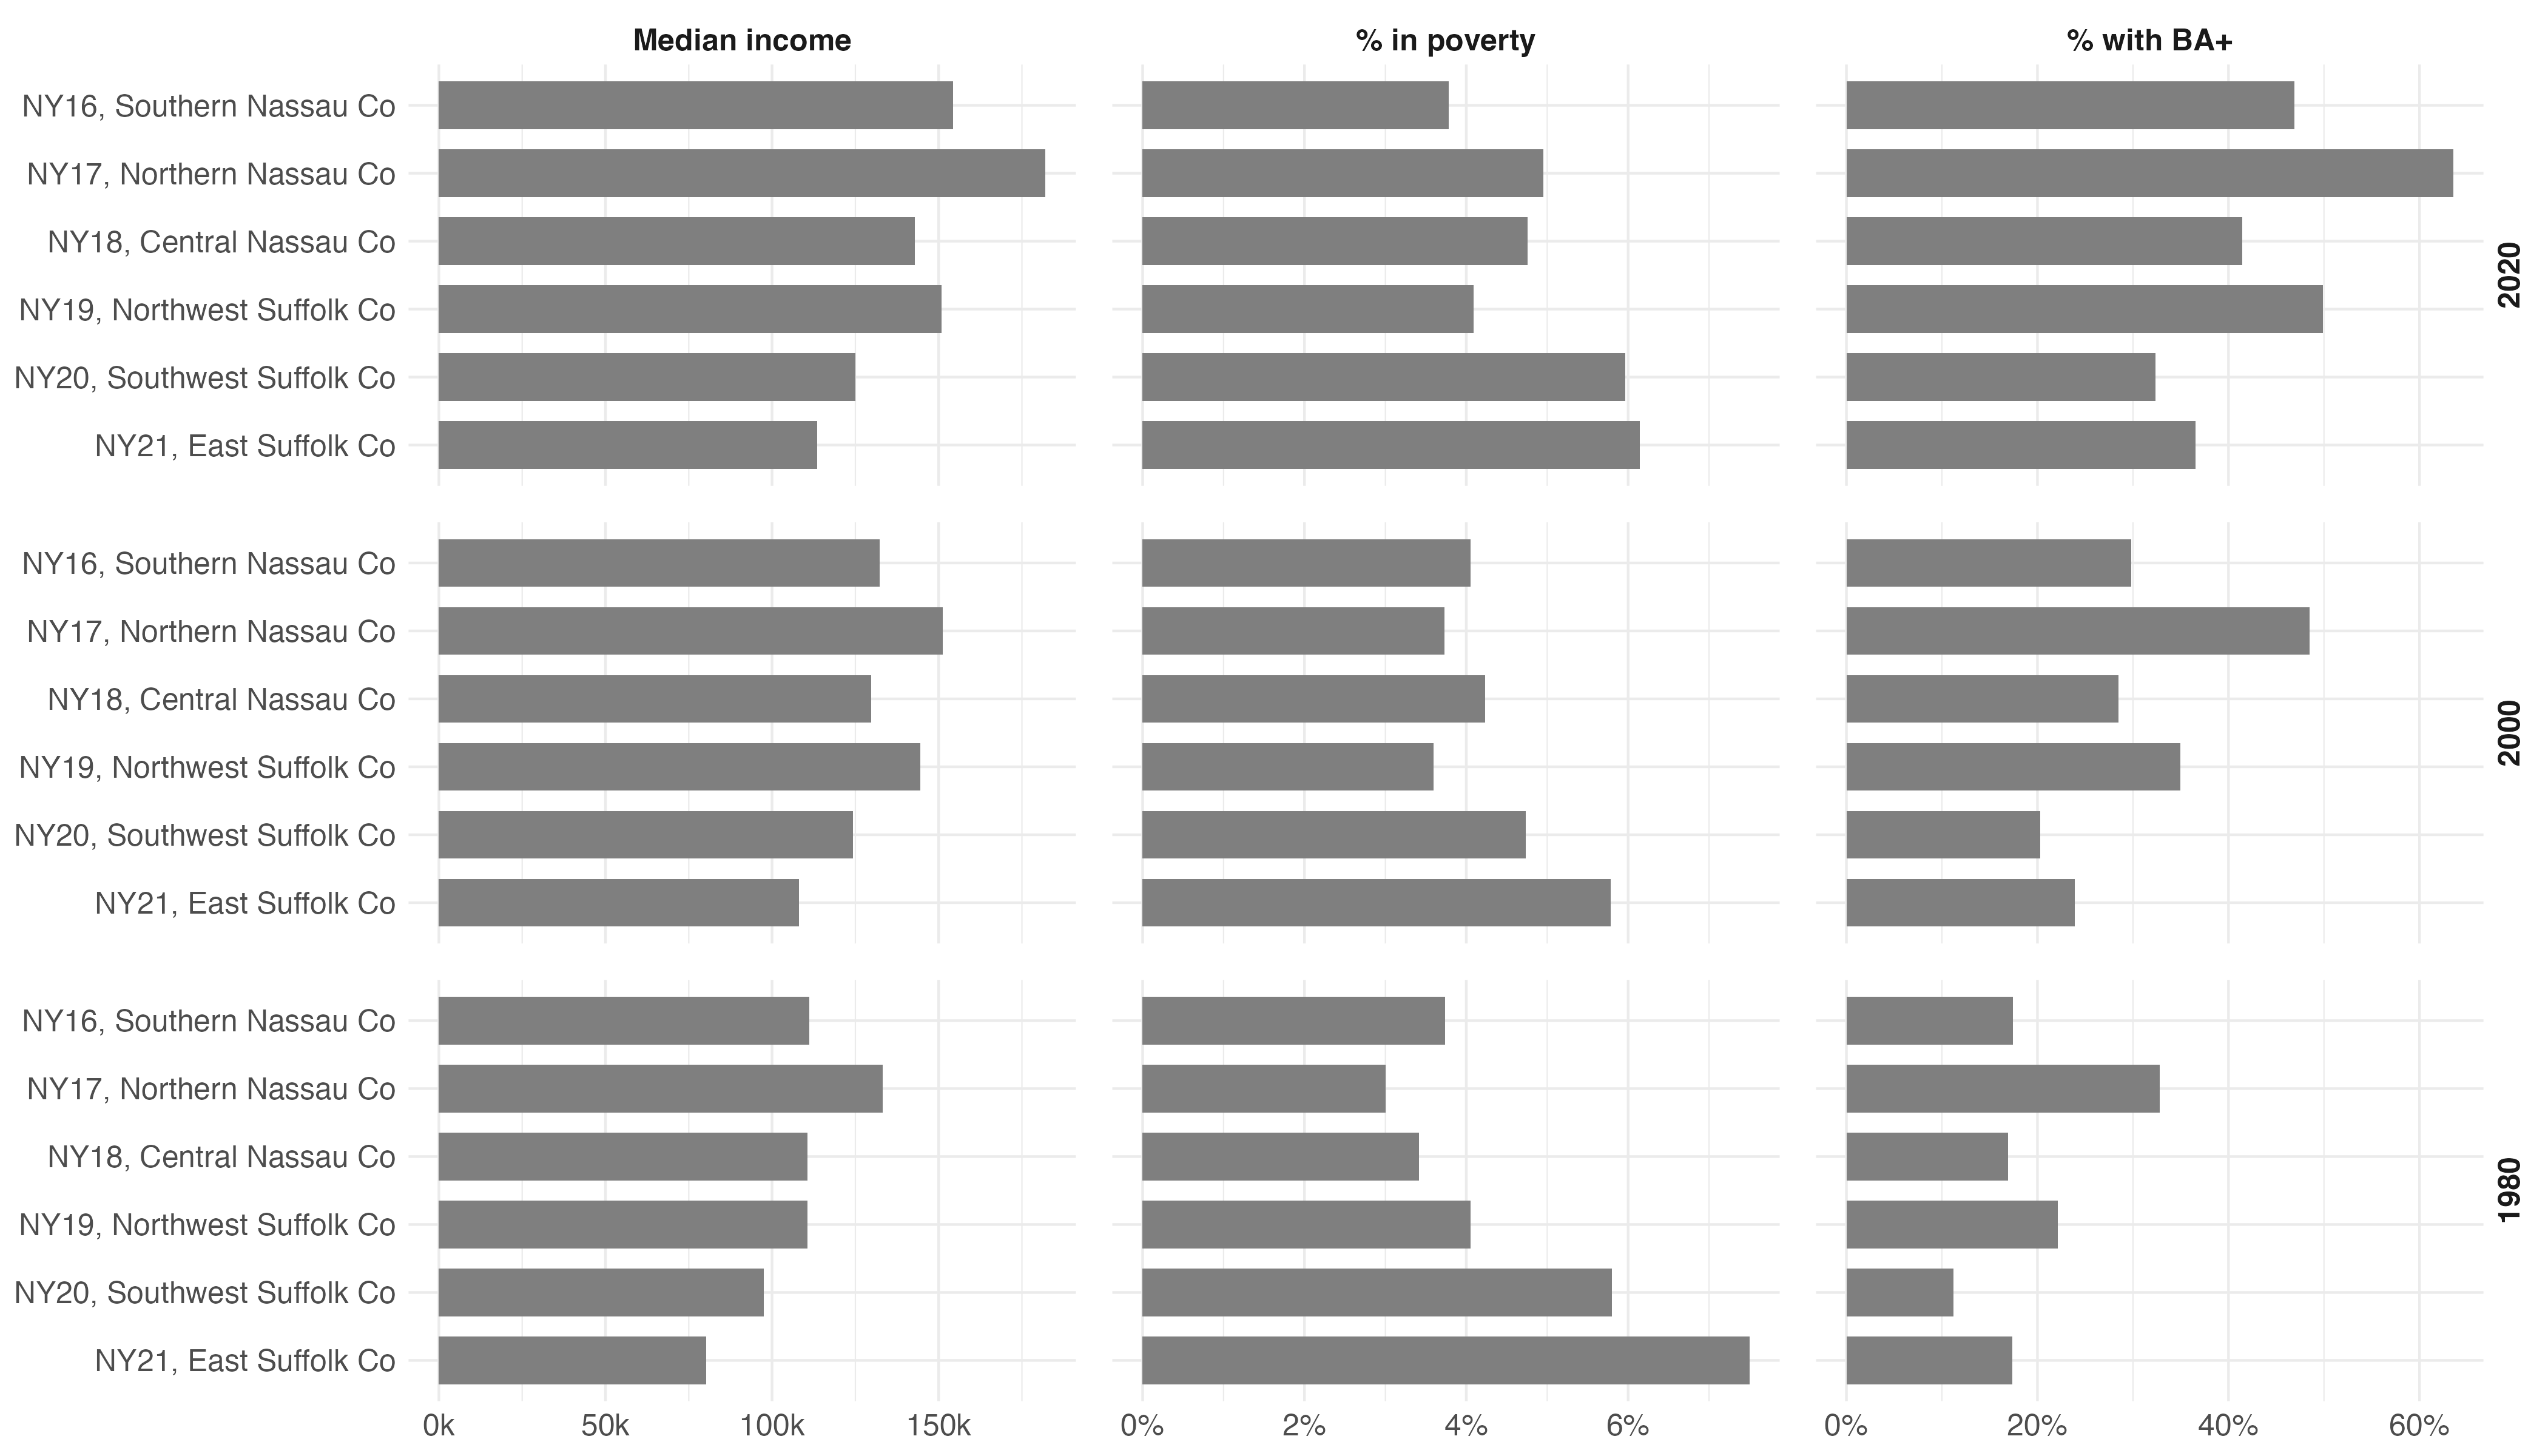 Median income
% in poverty
% with BA+
NY16, Southern Nassau Co
NY17, Northern Nassau Co
NY18, Central Nassau Co
NY19, Northwest Suffolk Co
NY20, Southwest Suffolk Co
NY21, East Suffolk Co
2020
NY16, Southern Nassau Co
NY17, Northern Nassau Co
NY18, Central Nassau Co
NY19, Northwest Suffolk Co
NY20, Southwest Suffolk Co
NY21, East Suffolk Co
2000
NY16, Southern Nassau Co
NY17, Northern Nassau Co
NY18, Central Nassau Co
NY19, Northwest Suffolk Co
NY20, Southwest Suffolk Co
NY21, East Suffolk Co
1980
0k 50k 100k 150k
0% 2% 4% 6%
0% 20% 40% 60%